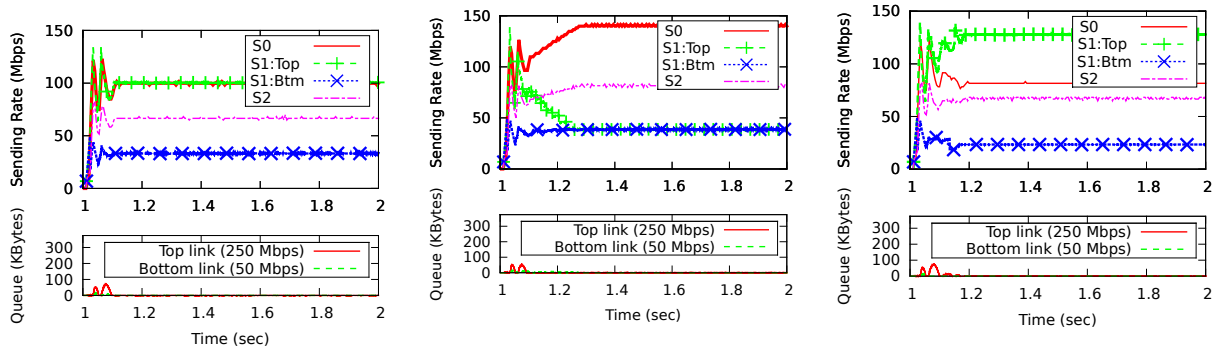 Sending Rate (Mbps)
150
100
50
0
S0
S1:Top
S1:Btm
S2
1 1.2 1.4 1.6 1.8 2
Queue (KBytes)
300
200
100
0
Top link (250 Mbps)
Bottom link (50 Mbps)
1 1.2 1.4 1.6 1.8 2
Time (sec)
Sending Rate (Mbps)
150
100
50
0
S0
S1:Top
S1:Btm
S2
1 1.2 1.4 1.6 1.8 2
Queue (KBytes)
300
200
100
0
Top link (250 Mbps)
Bottom link (50 Mbps)
1 1.2 1.4 1.6 1.8 2
Time (sec)
Sending Rate (Mbps)
150
100
50
0
S0
S1:Top
S1:Btm
S2
1 1.2 1.4 1.6 1.8 2
Queue (KBytes)
300
200
100
0
Top link (250 Mbps)
Bottom link (50 Mbps)
1 1.2 1.4 1.6 1.8 2
Time (sec)